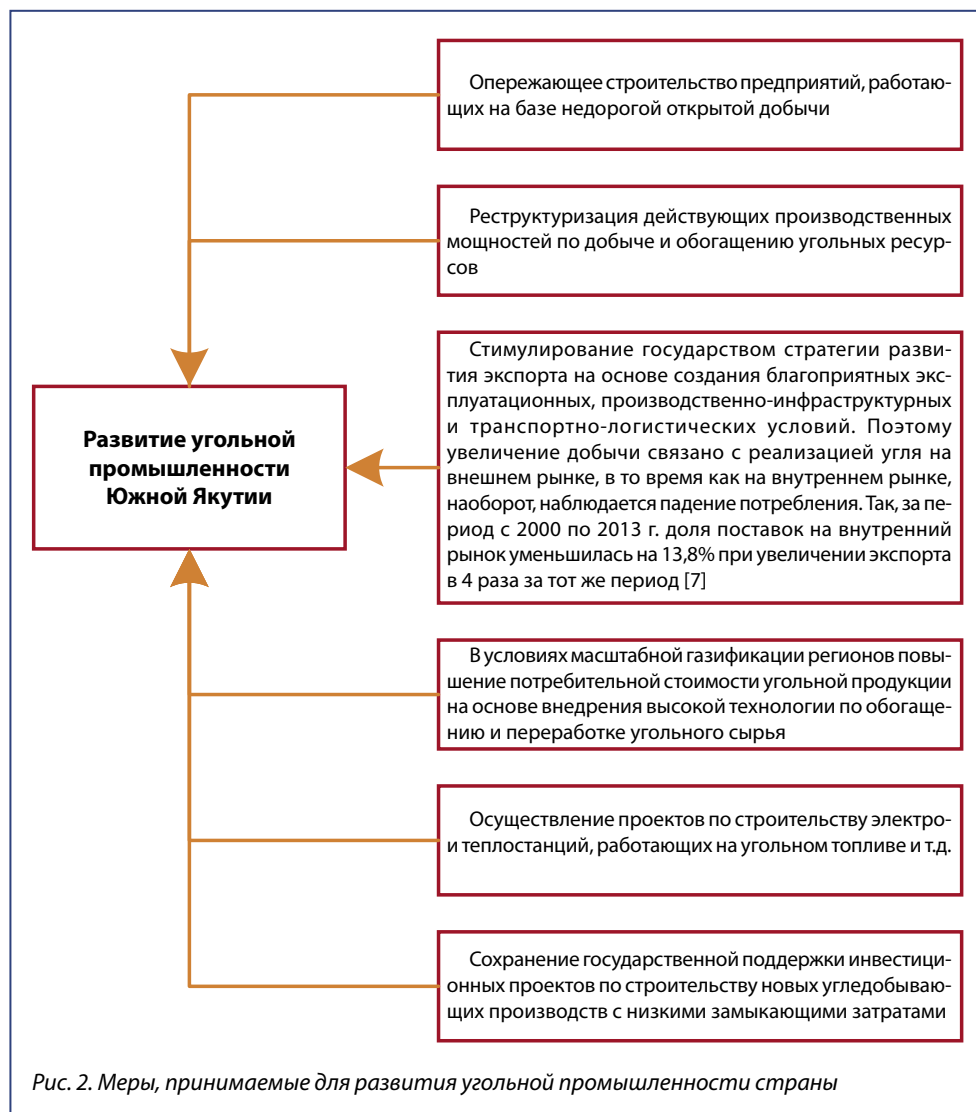 Опережающее строительство предприятий, работаю-
щих на базе недорогой открытой добычи
Реструктуризация действующих производственных
мощностей по добыче и обогащению угольных ресур-
сов
Стимулирование государством стратегии разви-
тия экспорта на основе создания благоприятных экс-
плуатационных, производственно-инфраструктурных
и транспортно-логистических условий. Поэтому
увеличение добычи связано с реализацией угля на
внешнем рынке, в то время как на внутреннем рынке,
наоборот, наблюдается падение потребления. Так, за пе-
риод с 2000 по 2013 г. доля поставок на внутренний
рынок уменьшилась на 13,8% при увеличении экспорта
в 4 раза за тот же период [7]
Развитие угольной
промышленности
Южной Якутии
В условиях масштабной газификации регионов повы-
шение потребительной стоимости угольной продукции
на основе внедрения высокой технологии по обогаще-
нию и переработке угольного сырья
Осуществление проектов по строительству электро-
и теплостанций, работающих на угольном топливе и т.д.
Сохранение государственной поддержки инвестици-
онных проектов по строительству новых угледобываю-
щих производств с низкими замыкающими затратами
Рис. 2. Меры, принимаемые для развития угольной промышленности страны